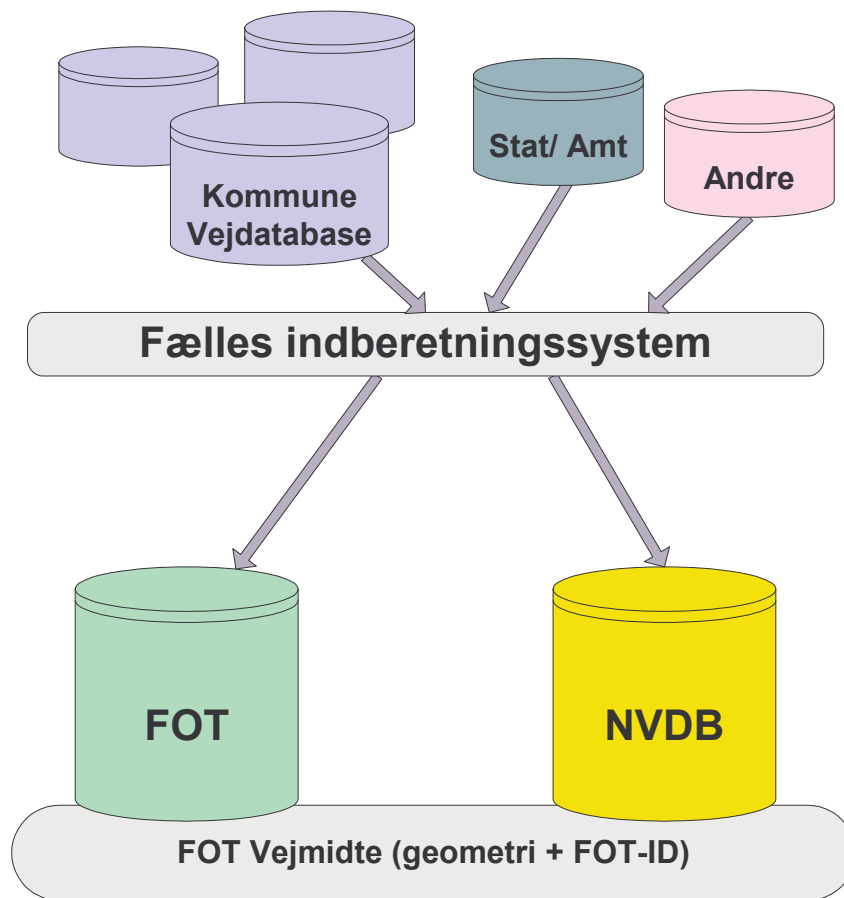 Kommune
Vejdatabase
Stat/ Amt
Andre
Fælles indberetningssystem
FOT
NVDB
FOT Vejmidte (geometri + FOT-ID)